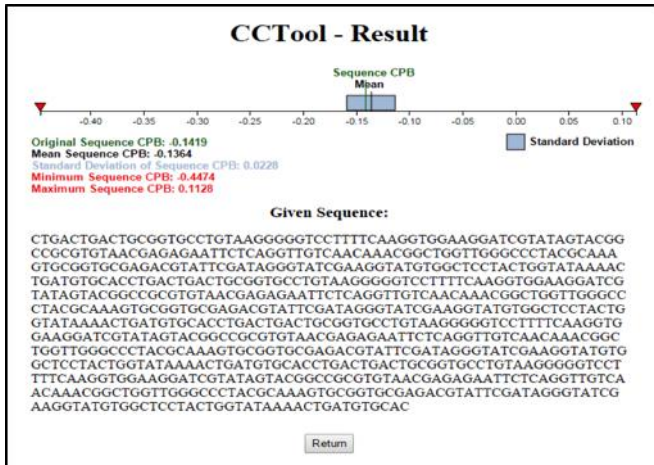 CCTool - Result
Sequence CPB
Mean
-0.40 -0.35 -0.30 -0.25 -0.20 -0.15 -0.10 -0.05 0.00 0.05 0.10
Original Sequence CPB: -0.1419
Mean Sequence CPB: -0.1364
Standard Deviation of Sequence CPB: 0.0228
Minimum Sequence CPB: -0.4474
Maximum Sequence CPB: 0.1128
Standard Deviation
Given Sequence:
CTGACTGACTGCGGTGCCTGTAAGGGGGTCCTTTTCAAGGTGGAAGGATCGTATAGTACGG
CCGCGTGTAACGAGAGAATTCTCAGGTTGTCAACAAACGGCTGGTTGGGCCCTACGCAAA
GTGCGGTGCGAGACGTATTCGATAGGGTATCGAAGGTATGTGGCTCCTACTGGTATAAAAC
TGATGTGCACCTGACTGACTGCGGTGCCTGTAAGGGGGTCCTTTTCAAGGTGGAAGGATCG
TATAGTACGGCCGCGTGTAACGAGAGAATTCTCAGGTTGTCAACAAACGGCTGGTTGGGCC
CTACGCAAAGTGCGGTGCGAGACGTATTCGATAGGGTATCGAAGGTATGTGGCTCCTACTG
GTATAAAACTGATGTGCACCTGACTGACTGCGGTGCCTGTAAGGGGGTCCTTTTCAAGGTG
GAAGGATCGTATAGTACGGCCGCGTGTAACGAGAGAATTCTCAGGTTGTCAACAAACGGC
TGGTTGGGCCCTACGCAAAGTGCGGTGCGAGACGTATTCGATAGGGTATCGAAGGTATGTG
GCTCCTACTGGTATAAAACTGATGTGCACCTGACTGACTGCGGTGCCTGTAAGGGGGTCCT
TTTCAAGGTGGAAGGATCGTATAGTACGGCCGCGTGTAACGAGAGAATTCTCAGGTTGTCA
ACAAACGGCTGGTTGGGCCCTACGCAAAGTGCGGTGCGAGACGTATTCGATAGGGTATCG
AAGGTATGTGGCTCCTACTGGTATAAAACTGATGTGCAC
Return